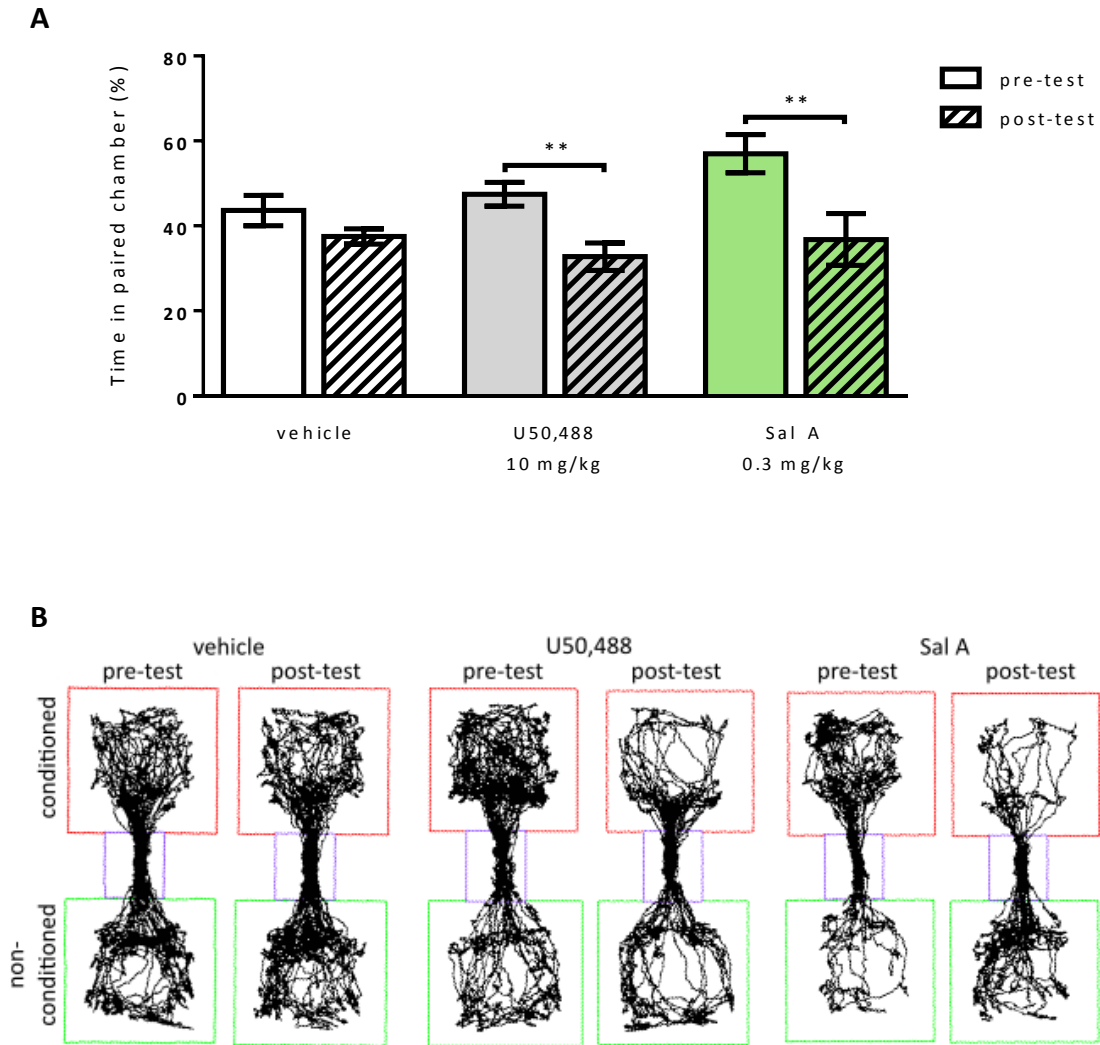 A
Time in paired chamber (%)
80
60
40
20
0
**
**
pre-test
post-test
vehicle
U50,488
10 mg/kg
Sal A
0.3 mg/kg
B
vehicle
U50,488
Sal A
pre-test
post-test
pre-test
post-test
pre-test
post-test
conditioned
non-
conditioned